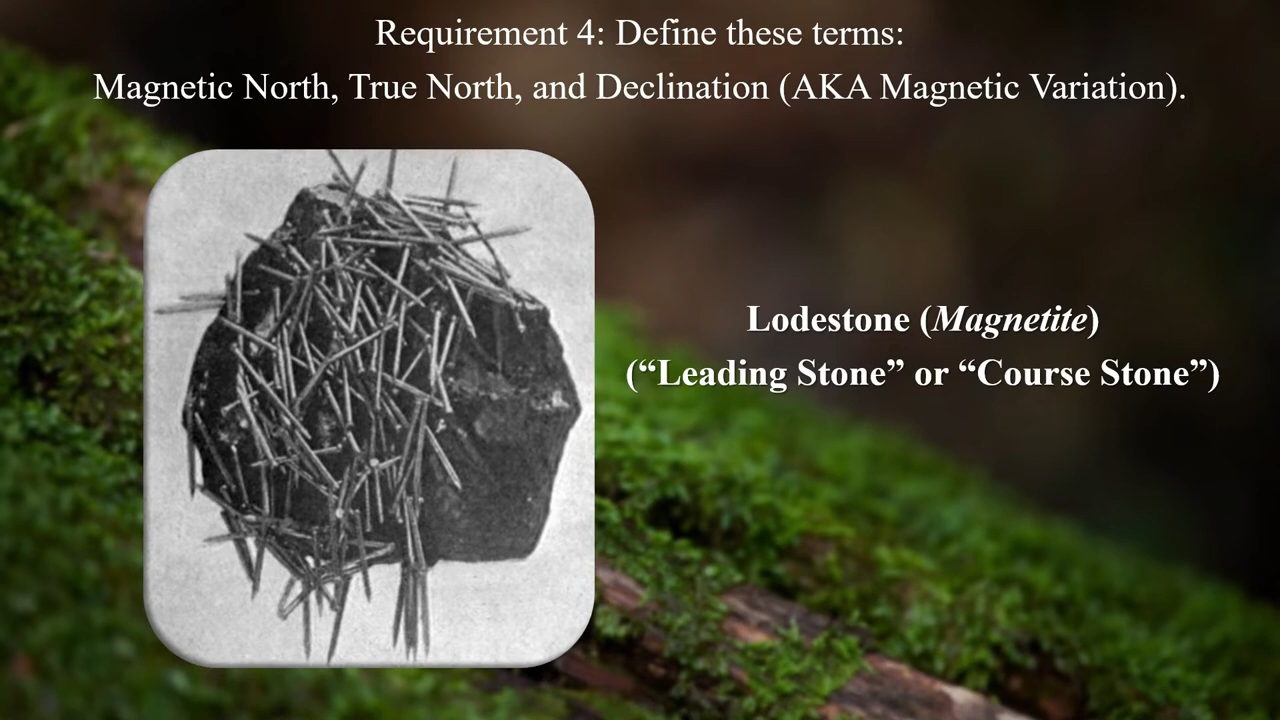 Requirement 4: Define these terms:
Magnetic North, True North, and Declination (AKA Magnetic Variation).
Lodestone (Magnetite)
(“Leading Stone” or “Course Stone”)